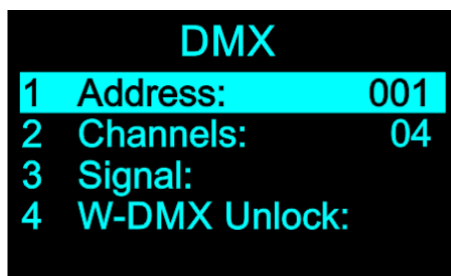 DMX
1 Address: 001
2 Channels: 04
3 Signal:
4 W-DMX Unlock: